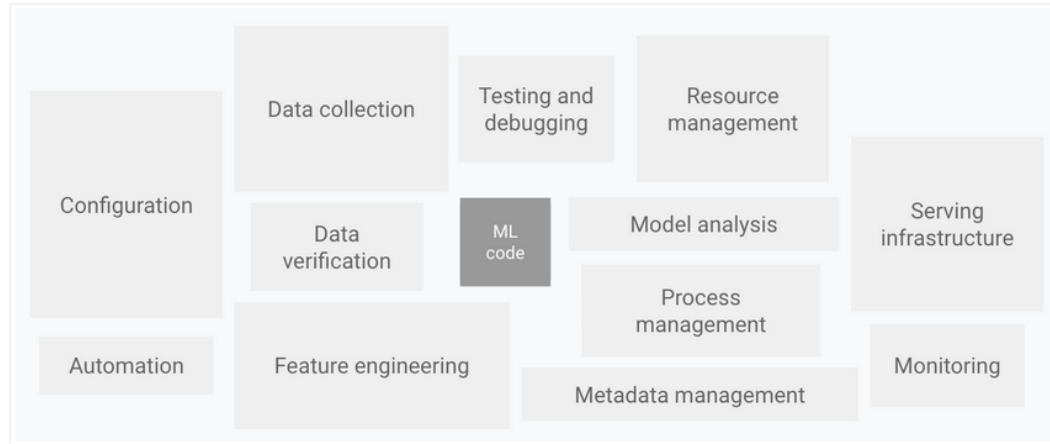 Configuration
Automation
Data collection
Data
verification
Feature engineering
Testing and
debugging
ML
code
Resource
management
Model analysis
Process
management
Metadata management
Serving
infrastructure
Monitoring